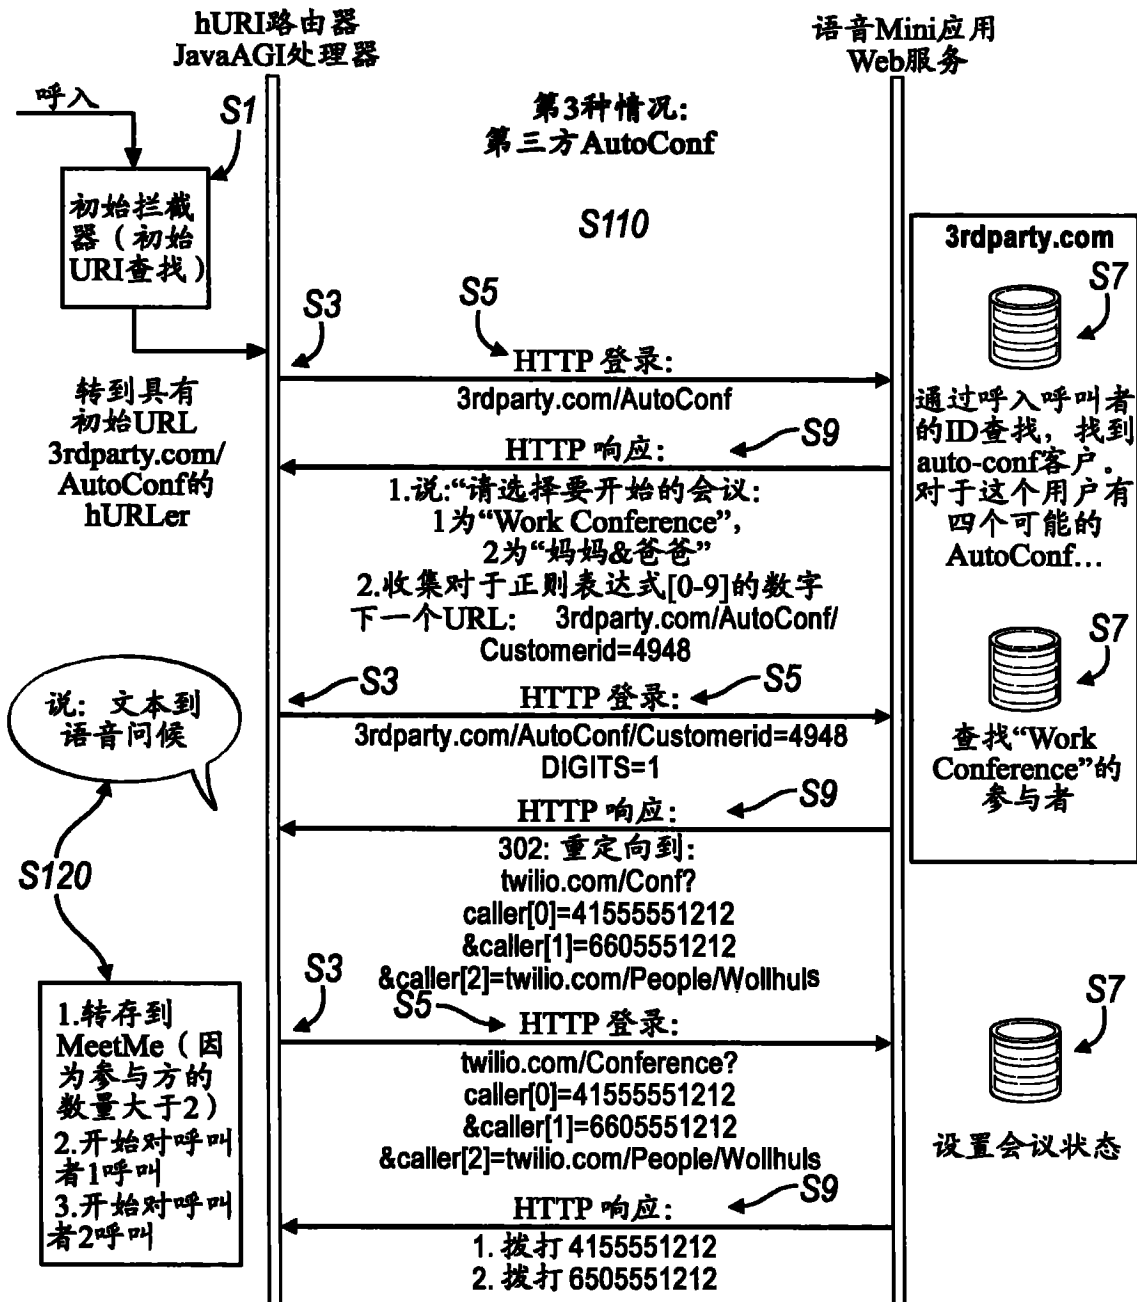 hURI路由器
JavaAGI处理器
语音Mini应用
Web服务
呼入
S1
第3种情况:
第三方AutoConf
初始拦截
器（初始
URI查找）
S110
3rdparty.com
S7
S3
S5
HTTP 登录:
3rdparty.com/AutoConf
转到具有
初始URL
3rdparty.com/
AutoConf的
hURLer
通过呼入呼叫者
的ID查找，找到
auto-conf客户。
对于这个用户有
四个可能的
AutoConf...
HTTP 响应:
S9
1.说:“请选择要开始的会议:
1为“Work Conference”,
2为“妈妈&爸爸”
2.收集对于正则表达式[0-9]的数字
下一个URL: 3rdparty.com/AutoConf/
Customerid=4948
S7
说: 文本到
语音问候
S3
HTTP 登录:
S5
3rdparty.com/AutoConf/Customerid=4948
DIGITS=1
查找“Work
Conference”的
参与者
HTTP 响应:
S9
302: 重定向到:
twilio.com/Conf?
caller[0]=41555551212
&caller[1]=6605551212
&caller[2]=twilio.com/People/Wollhuls
S120
S3
S5
HTTP 登录:
twilio.com/Conference?
caller[0]=41555551212
&caller[1]=6605551212
&caller[2]=twilio.com/People/Wollhuls
S7
设置会议状态
1.转存到
MeetMe（因
为参与方的
数量大于2）
2.开始对呼叫
者1呼叫
3.开始对呼叫
者2呼叫
HTTP 响应:
S9
1. 拨打 4155551212
2. 拨打 6505551212